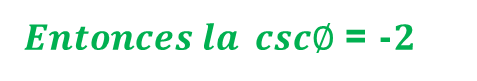 Entonces la csc∅ = -2